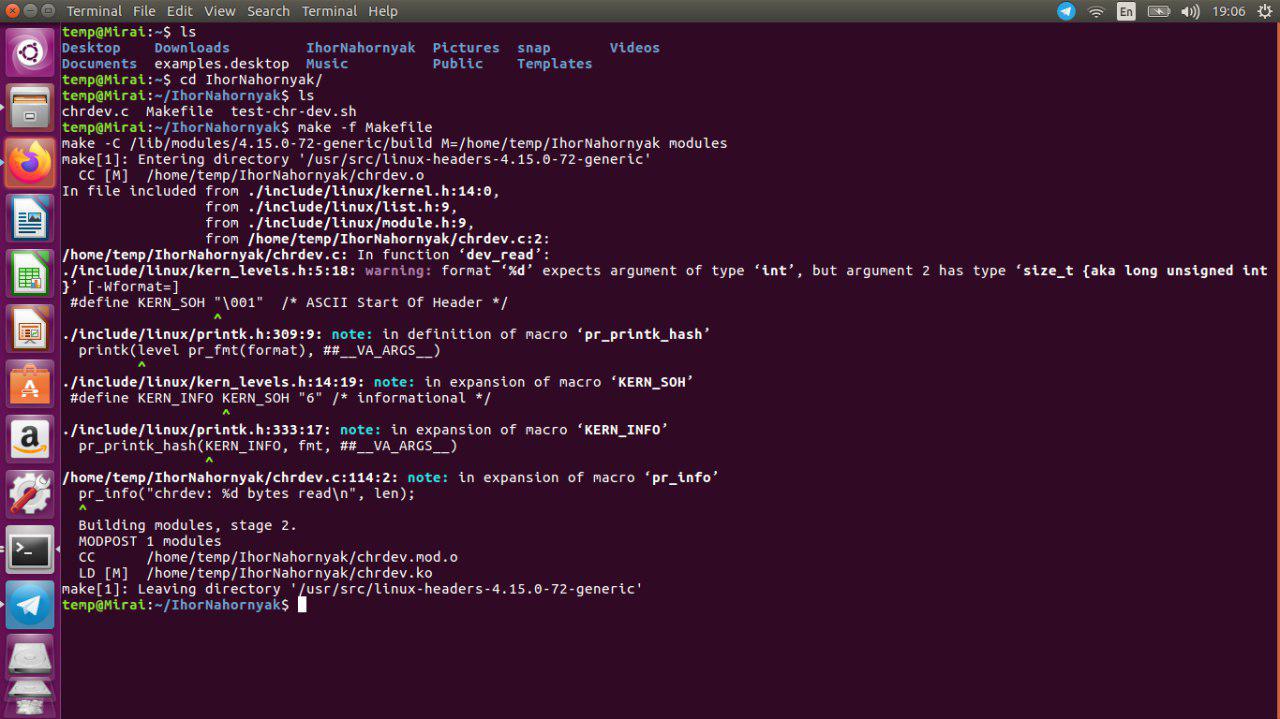 Terminal File Edit View Search Terminal Help En 19:06
temp@Mirai:~$ ls
Desktop Downloads IhorNahornyak Pictures snap Videos
Documents examples.desktop Music Public Templates
temp@Mirai:~$ cd IhorNahornyak/
temp@Mirai:~/IhorNahornyak$ ls
chrdev.c Makefile test-chr-dev.sh
temp@Mirai:~/IhorNahornyak$ make -f Makefile
make -C /lib/modules/4.15.0-72-generic/build M=/home/temp/IhorNahornyak modules
make[1]: Entering directory '/usr/src/linux-headers-4.15.0-72-generic'
CC [M] /home/temp/IhorNahornyak/chrdev.o
In file included from ./include/linux/kernel.h:14:0,
from ./include/linux/list.h:9,
from ./include/linux/module.h:9,
from /home/temp/IhorNahornyak/chrdev.c:2:
/home/temp/IhorNahornyak/chrdev.c: In function ‘dev_read’:
./include/linux/kern_levels.h:5:18: warning: format ‘%d’ expects argument of type ‘int’, but argument 2 has type ‘size_t {aka long unsigned int
}’ [-Wformat=]
#define KERN_SOH "\001" /* ASCII Start Of Header */
^
./include/linux/printk.h:309:9: note: in definition of macro ‘pr_printk_hash’
printk(level pr_fmt(format), ##__VA_ARGS__)
^
./include/linux/kern_levels.h:14:19: note: in expansion of macro ‘KERN_SOH’
#define KERN_INFO KERN_SOH "6" /* informational */
^
./include/linux/printk.h:333:17: note: in expansion of macro ‘KERN_INFO’
pr_printk_hash(KERN_INFO, fmt, ##__VA_ARGS__)
^
/home/temp/IhorNahornyak/chrdev.c:114:2: note: in expansion of macro ‘pr_info’
pr_info("chrdev: %d bytes read\n", len);
^
Building modules, stage 2.
MODPOST 1 modules
CC /home/temp/IhorNahornyak/chrdev.mod.o
LD [M] /home/temp/IhorNahornyak/chrdev.ko
make[1]: Leaving directory '/usr/src/linux-headers-4.15.0-72-generic'
temp@Mirai:~/IhorNahornyak$